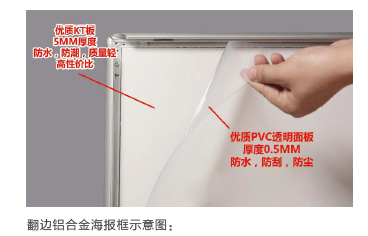 优质KT板
5MM厚度
防水，防潮，质量轻
高性价比
优质PVC透明面板
厚度0.5MM
防水，防刮，防尘
翻边铝合金海报框示意图：